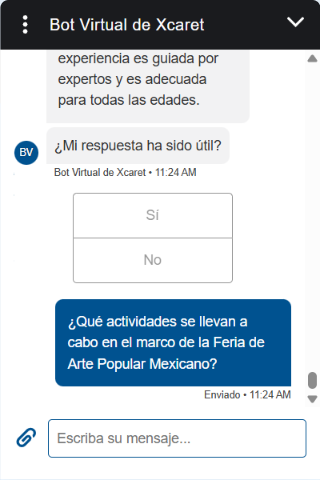 Bot Virtual de Xcaret
experiencia es guiada por
expertos y es adecuada
para todas las edades.
BV
¿Mi respuesta ha sido útil?
Bot Virtual de Xcaret • 11:24 AM
Sí
No
¿Qué actividades se llevan a
cabo en el marco de la Feria de
Arte Popular Mexicano?
Enviado • 11:24 AM
Escriba su mensaje...